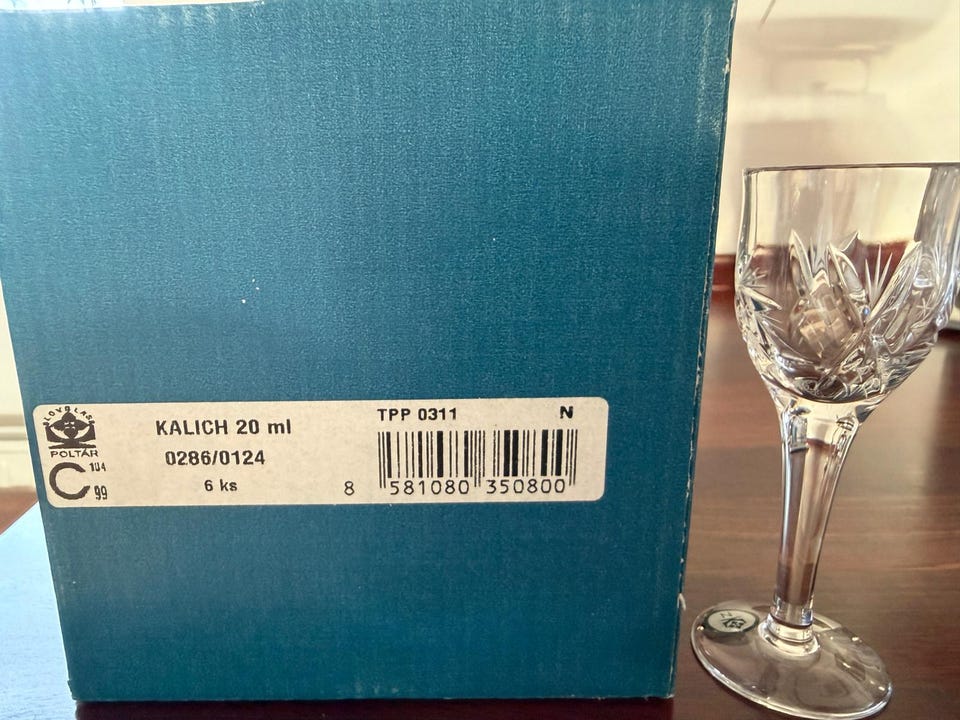 SLOVGLASS
POLTÁR
C 104
99
KALICH 20 ml
0286/0124
6 ks
TPP 0311 N
8 581080 350800
N